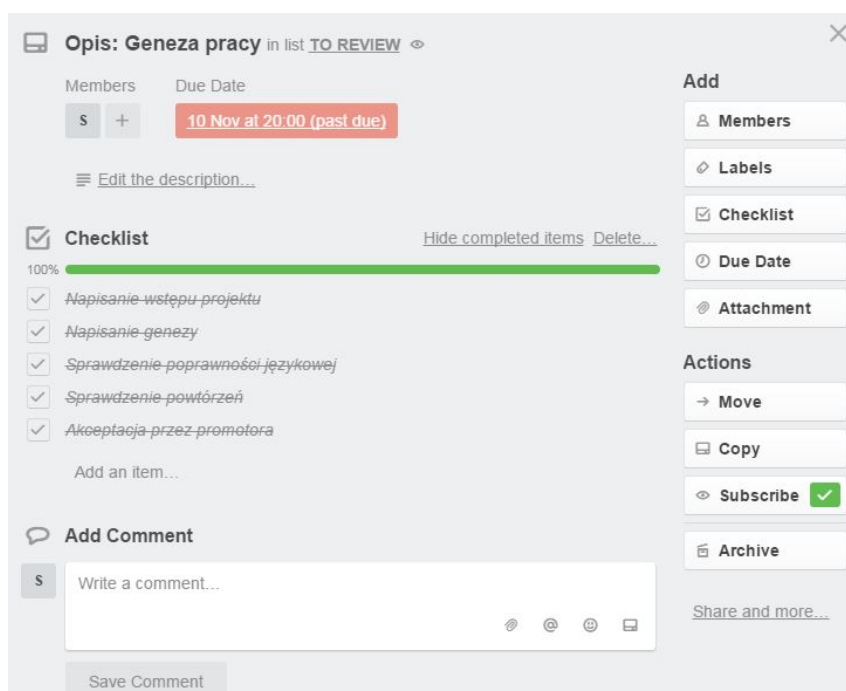 Opis: Geneza pracy in list TO REVIEW
Members Due Date
S + 10 Nov at 20:00 (past due)
Edit the description...
Checklist Hide completed items Delete...
100%
Napisanie wstępu projektu
Napisanie genezy
Sprawdzenie poprawności językowej
Sprawdzenie powtórzeń
Akceptacja przez promotora
Add an item...
Add Comment
S Write a comment...
@
Save Comment
Add
Members
Labels
Checklist
Due Date
Attachment
Actions
Move
Copy
Subscribe
Archive
Share and more...